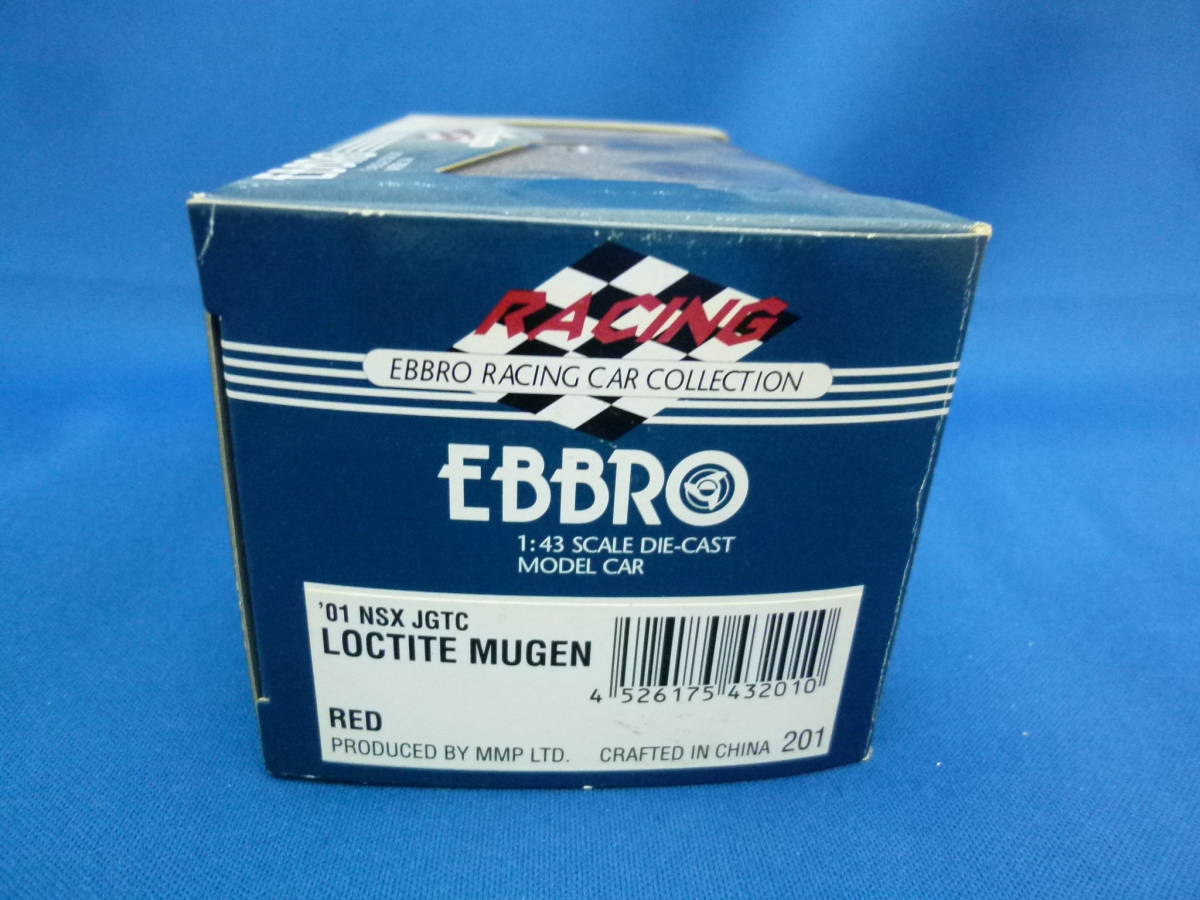 EBBRO
RACING
EBBRO RACING CAR COLLECTION
EBBRO
1:43 SCALE DIE-CAST
MODEL CAR
'01 NSX JGTC
LOCTITE MUGEN
4 526175 432010
RED
PRODUCED BY MMP LTD. CRAFTED IN CHINA 201